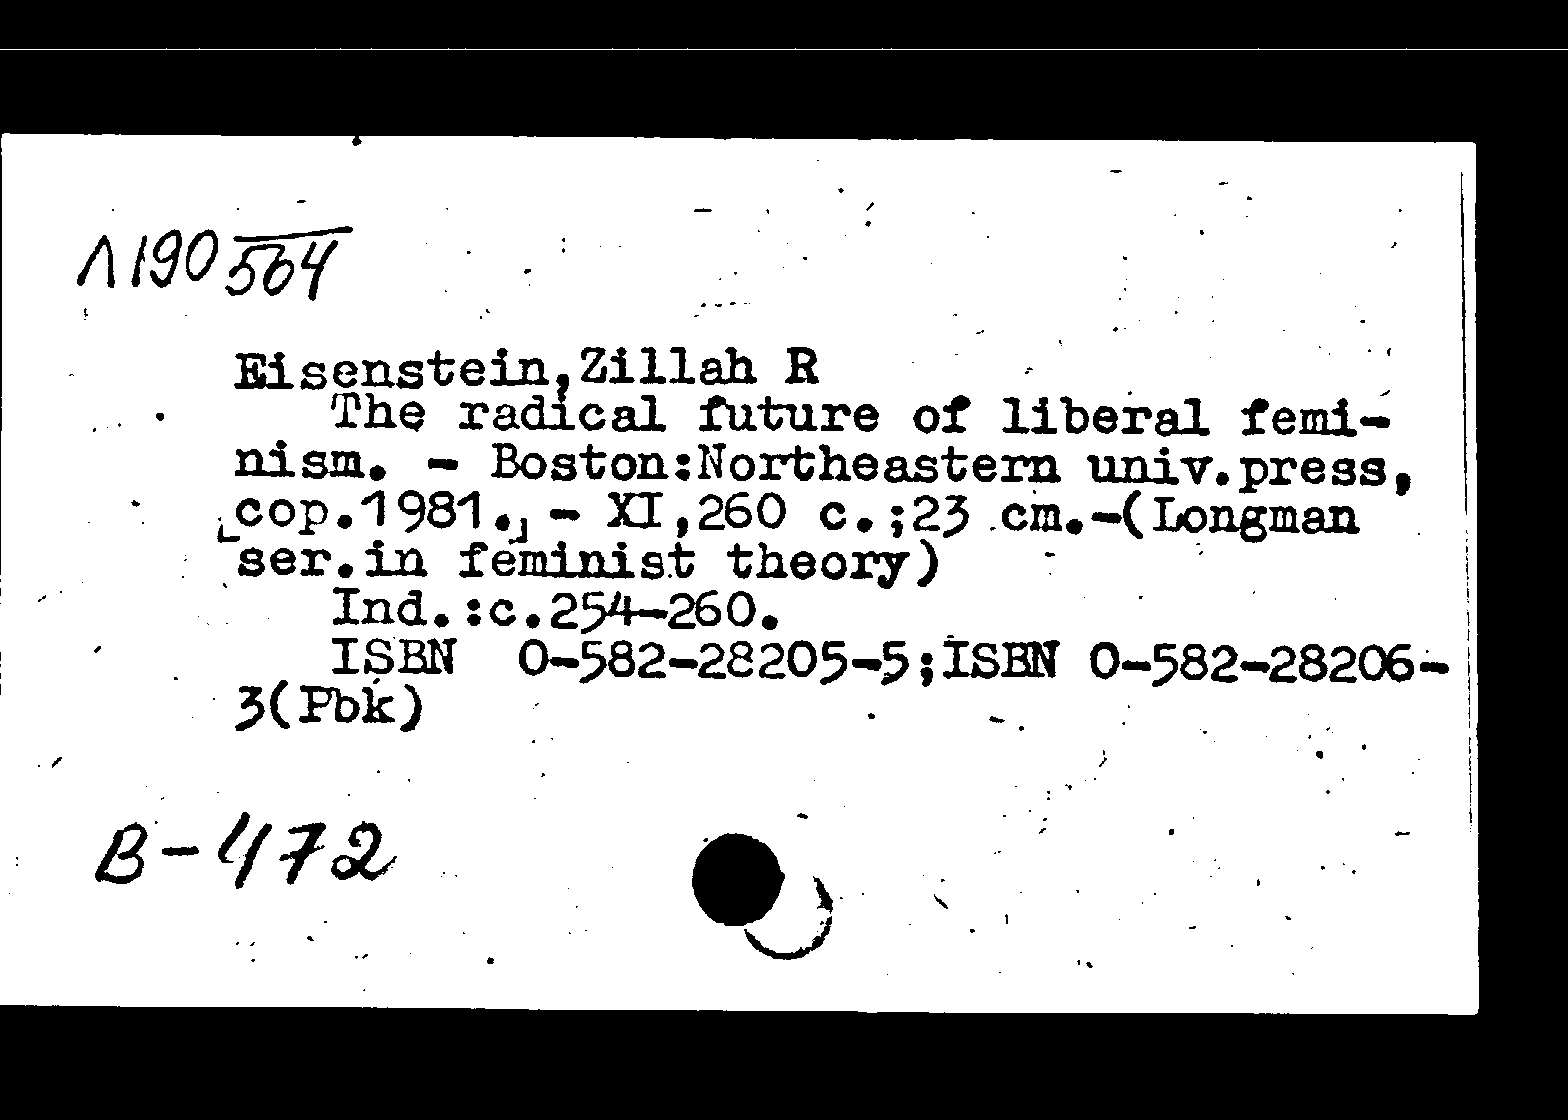 Л190 564
Eisenstein,Zillah R
The radical future of liberal femi-
nism. - Boston:Northeastern univ.press,
[cop.1981.] - XI,260 c.;23 cm.-(Longman
ser.in feminist theory)
Ind.:c.254-260.
ISBN 0-582-28205-5;ISBN 0-582-28206-
3(Pbk)
В-472